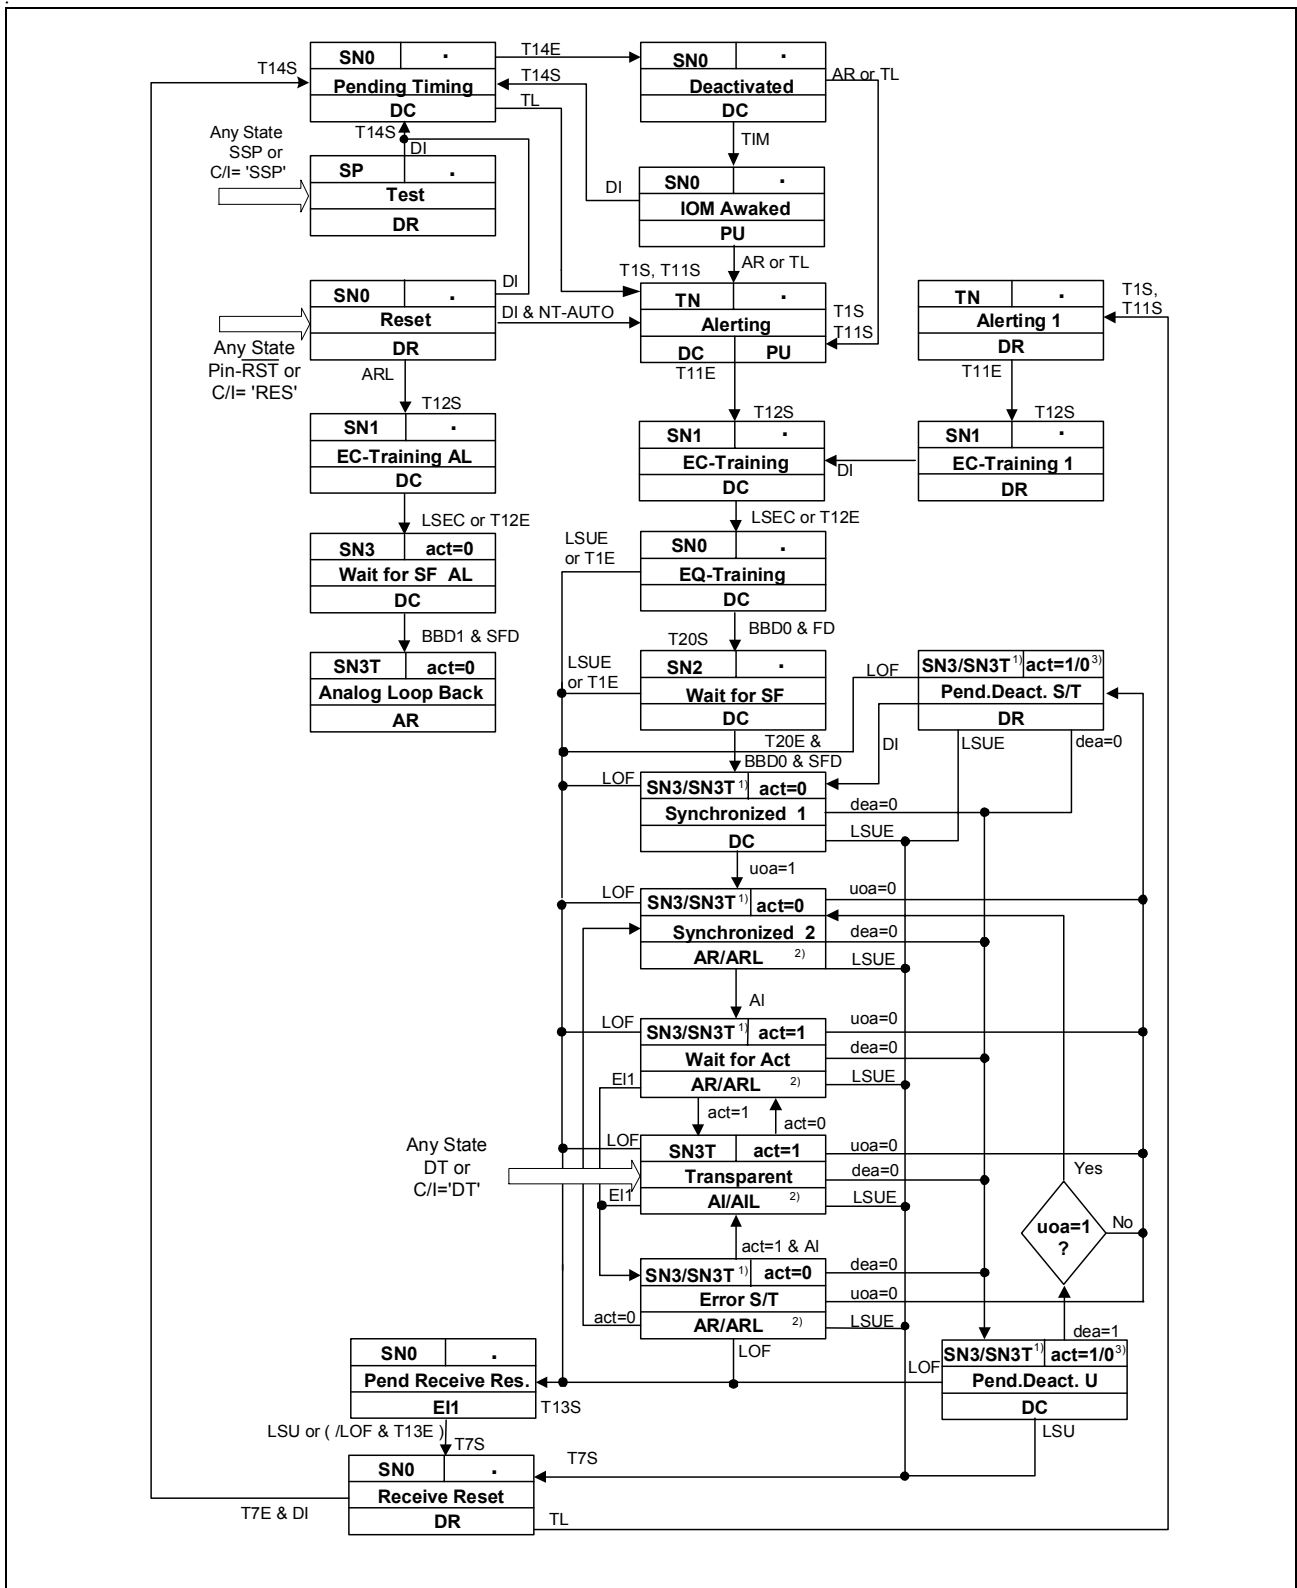 .
SN0 .
Pending Timing
DC
T14S
T14E
T14S
TL
SN0 .
Deactivated
DC
AR or TL
TIM
Any State
SSP or
C/I= 'SSP'
T14S
DI
SP .
Test
DR
DI
SN0 .
IOM Awaked
PU
AR or TL
T1S, T11S
DI
SN0 .
Reset
DR
DI & NT-AUTO
TN .
Alerting
DC PU
T1S
T11S
TN .
Alerting 1
DR
T1S,
T11S
Any State
Pin-RST or
C/I= 'RES'
ARL
T12S
T11E
T12S
T11E
T12S
SN1 .
EC-Training AL
DC
SN1 .
EC-Training
DC
DI
SN1 .
EC-Training 1
DR
LSEC or T12E
LSEC or T12E
SN3 act=0
Wait for SF AL
DC
LSUE
or T1E
SN0 .
EQ-Training
DC
BBD1 & SFD
T20S
BBD0 & FD
SN3T act=0
Analog Loop Back
AR
LSUE
or T1E
SN2 .
Wait for SF
DC
LOF
SN3/SN3T 1) act=1/0 3)
Pend.Deact. S/T
DR
T20E &
BBD0 & SFD
DI
LSUE
dea=0
LOF
SN3/SN3T 1) act=0
Synchronized 1
DC
dea=0
LSUE
uoa=1
LOF
SN3/SN3T 1) act=0
Synchronized 2
AR/ARL 2)
uoa=0
dea=0
LSUE
AI
LOF
SN3/SN3T 1) act=1
Wait for Act
AR/ARL 2)
uoa=0
dea=0
LSUE
EI1
act=1
act=0
Any State
DT or
C/I='DT'
LOF
SN3T act=1
Transparent
AI/AIL 2)
uoa=0
dea=0
LSUE
EI1
Yes
uoa=1
?
No
act=1 & AI
SN3/SN3T 1) act=0
Error S/T
AR/ARL 2)
dea=0
uoa=0
LSUE
act=0
LOF
dea=1
SN0 .
Pend Receive Res.
EI1
T13S
LOF
SN3/SN3T 1) act=1/0 3)
Pend.Deact. U
DC
LSU
LSU or ( /LOF & T13E )
T7S
T7S
SN0 .
Receive Reset
DR
T7E & DI
TL